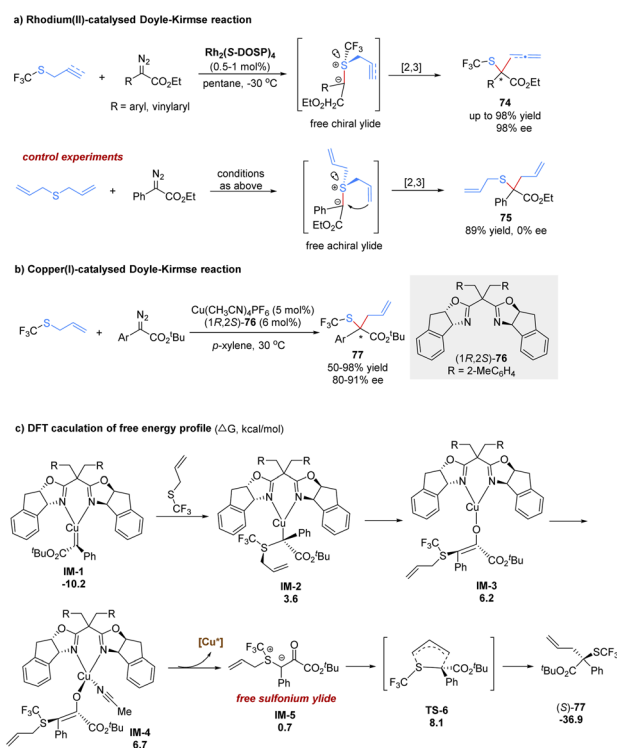 a) Rhodium(II)-catalysed Doyle-Kirmse reaction
F3C S
+
N2
R CO2Et
R = aryl, vinylaryl
Rh2(S-DOSP)4
(0.5-1 mol%)
pentane, -30 °C
CF3
S
⊕
⊖
R
EtO2H2C
free chiral ylide
[2,3]
F3C S
R * CO2Et
74
up to 98% yield
98% ee
control experiments
S
+
N2
Ph CO2Et
conditions
as above
S
⊕
⊖
Ph
CO2Et
free achiral ylide
[2,3]
S
Ph CO2Et
75
89% yield, 0% ee
b) Copper(I)-catalysed Doyle-Kirmse reaction
F3C S
+
N2
Ar CO2tBu
Cu(CH3CN)4PF6 (5 mol%)
(1R,2S)-76 (6 mol%)
p-xylene, 30 °C
F3C S
Ar * CO2tBu
77
50-98% yield
80-91% ee
R R
O O
N N
(1R,2S)-76
R = 2-MeC6H4
c) DFT caculation of free energy profile (△G, kcal/mol)
R R
O O
N N
Cu
tBuO2C Ph
IM-1
-10.2
S
CF3
R R
O O
N N
Cu
F3C Ph
S CO2tBu
IM-2
3.6
R R
O O
N N
Cu
F3C O
S CO2tBu
Ph
IM-3
6.2
R R
O O
N N
Cu
O N Me
F3C
S CO2tBu
Ph
IM-4
6.7
[Cu*]
F3C ⊕ O
S ⊖ CO2tBu
Ph
free sulfonium ylide
IM-5
0.7
S CO2tBu
F3C Ph
TS-6
8.1
SCF3
tBuO2C Ph
(S)-77
-36.9